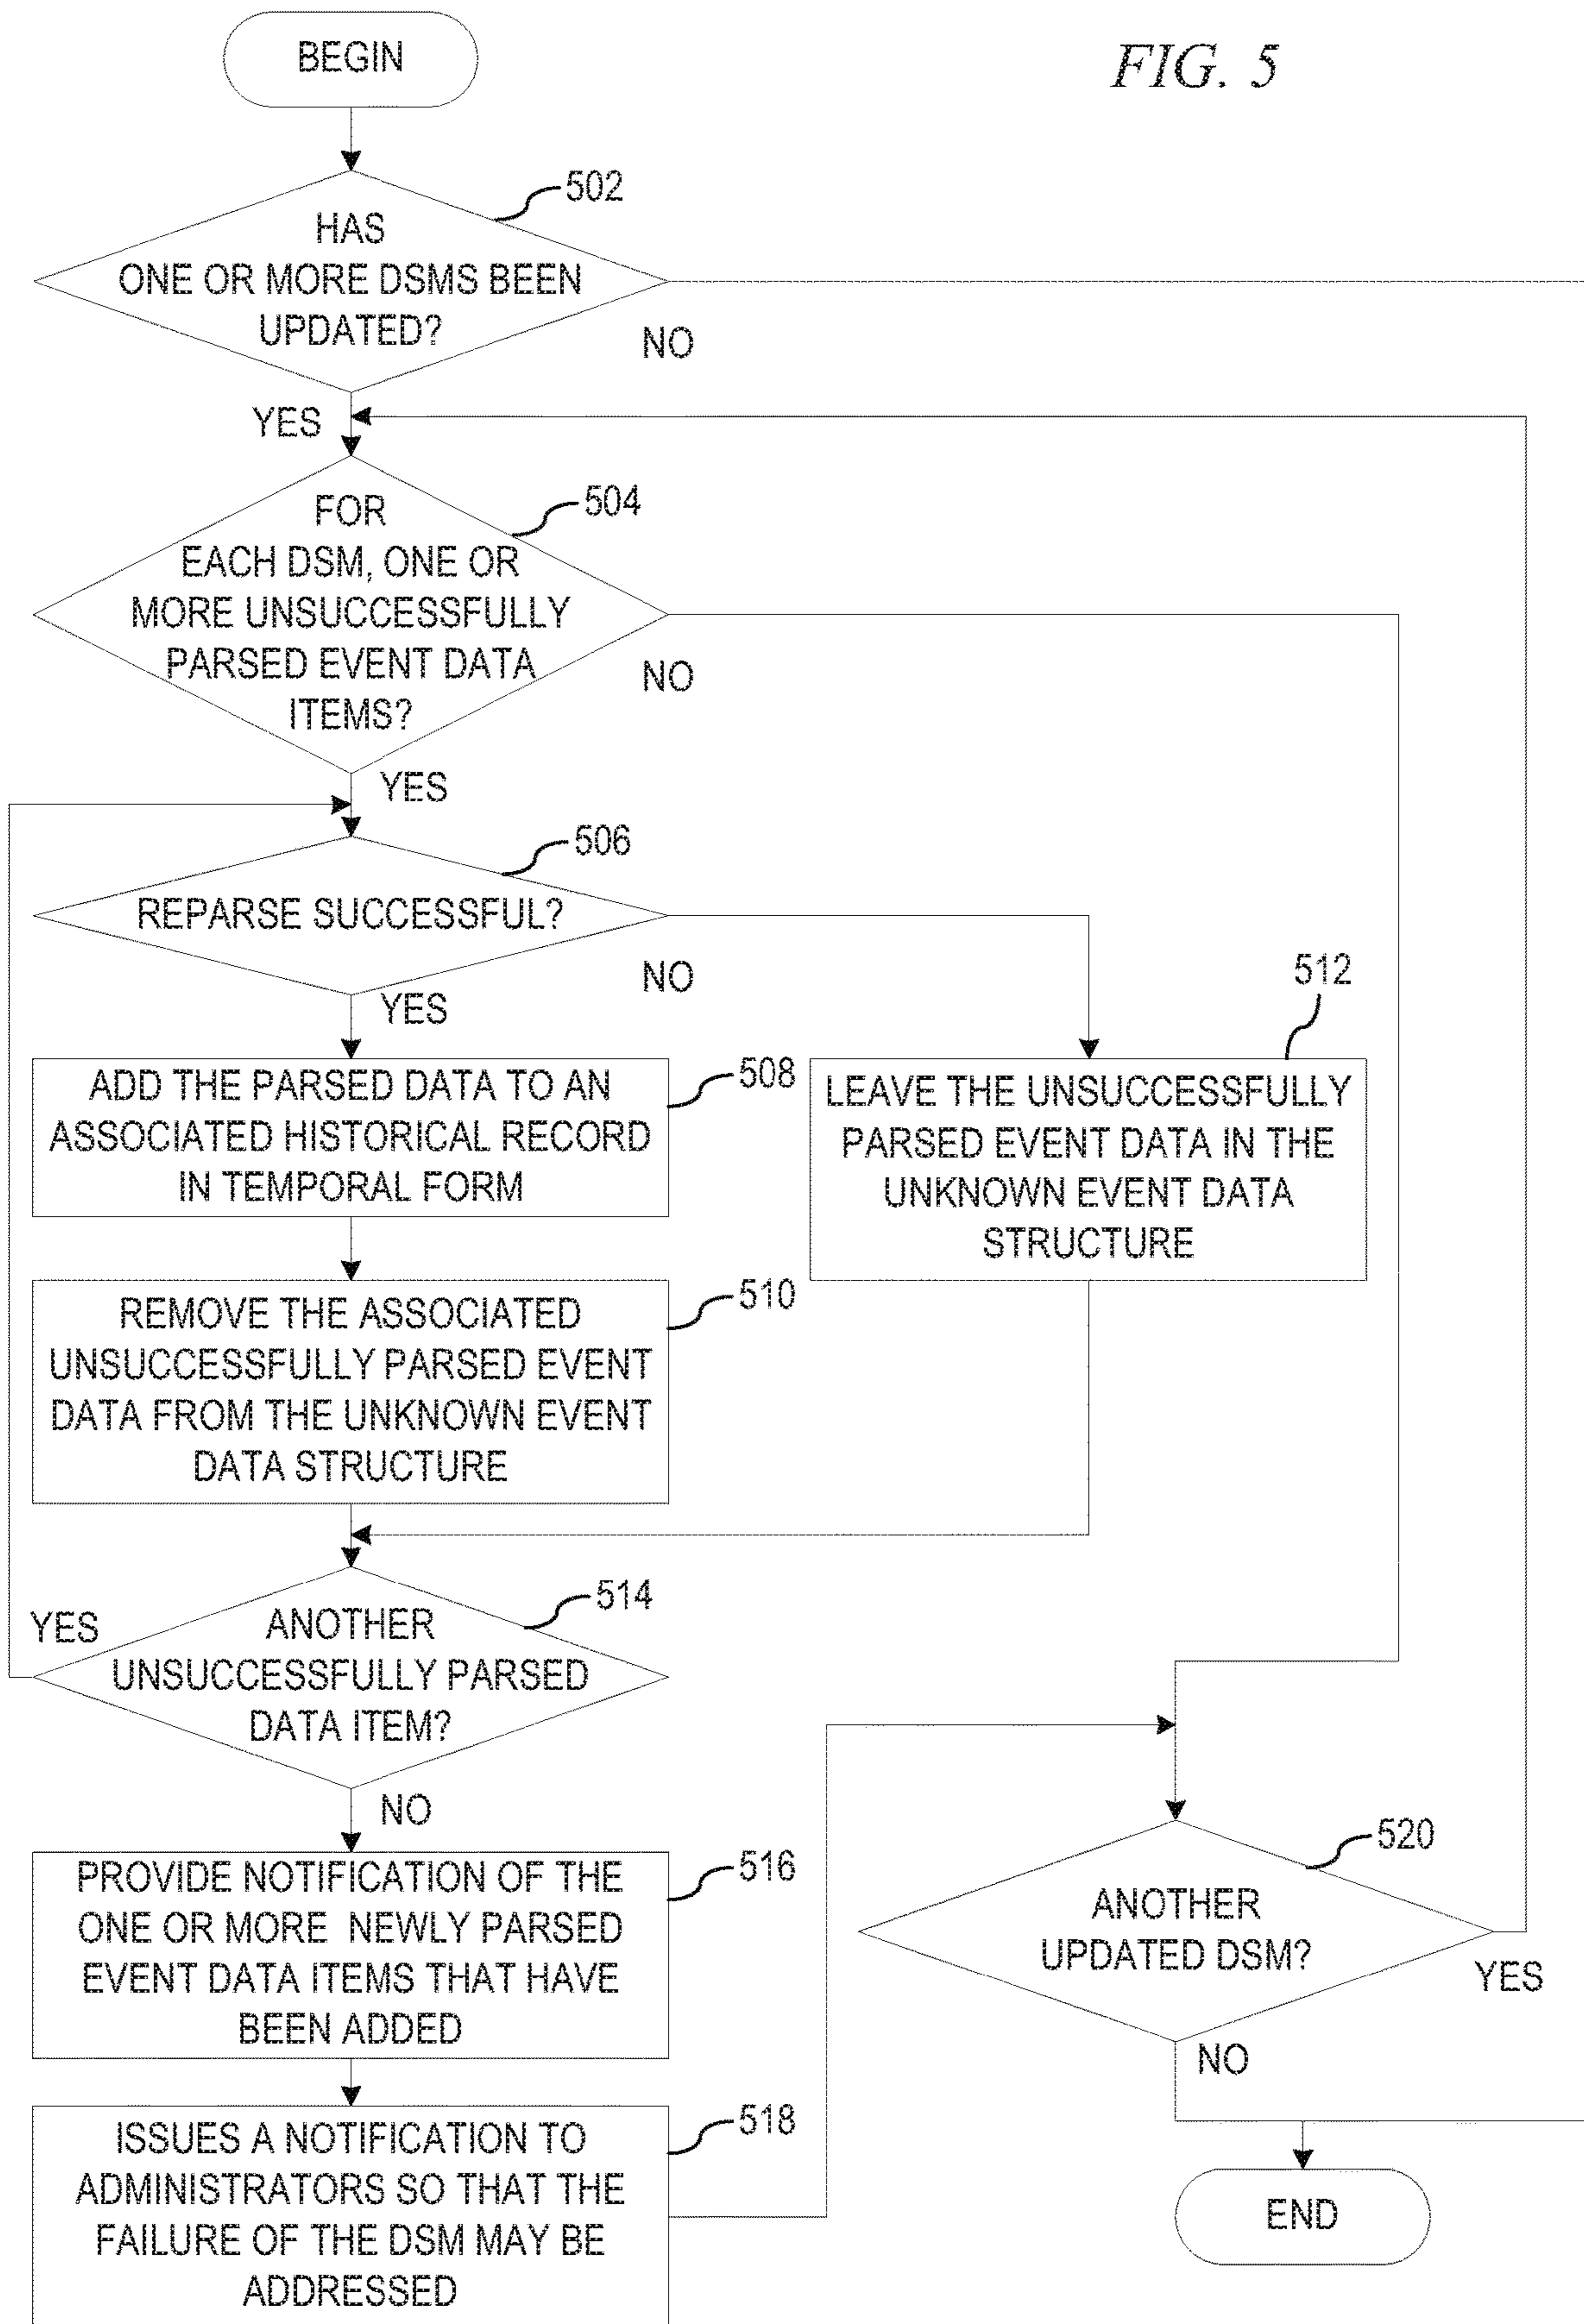 BEGIN
FIG. 5
502
HAS
ONE OR MORE DSMS BEEN
UPDATED?
NO
YES
504
FOR
EACH DSM, ONE OR
MORE UNSUCCESSFULLY
PARSED EVENT DATA
ITEMS?
NO
YES
506
REPARSE SUCCESSFUL?
NO
YES
508
ADD THE PARSED DATA TO AN
ASSOCIATED HISTORICAL RECORD
IN TEMPORAL FORM
512
LEAVE THE UNSUCCESSFULLY
PARSED EVENT DATA IN THE
UNKNOWN EVENT DATA
STRUCTURE
510
REMOVE THE ASSOCIATED
UNSUCCESSFULLY PARSED EVENT
DATA FROM THE UNKNOWN EVENT
DATA STRUCTURE
514
YES
ANOTHER
UNSUCCESSFULLY PARSED
DATA ITEM?
NO
516
PROVIDE NOTIFICATION OF THE
ONE OR MORE NEWLY PARSED
EVENT DATA ITEMS THAT HAVE
BEEN ADDED
518
ISSUES A NOTIFICATION TO
ADMINISTRATORS SO THAT THE
FAILURE OF THE DSM MAY BE
ADDRESSED
520
ANOTHER
UPDATED DSM?
YES
NO
END